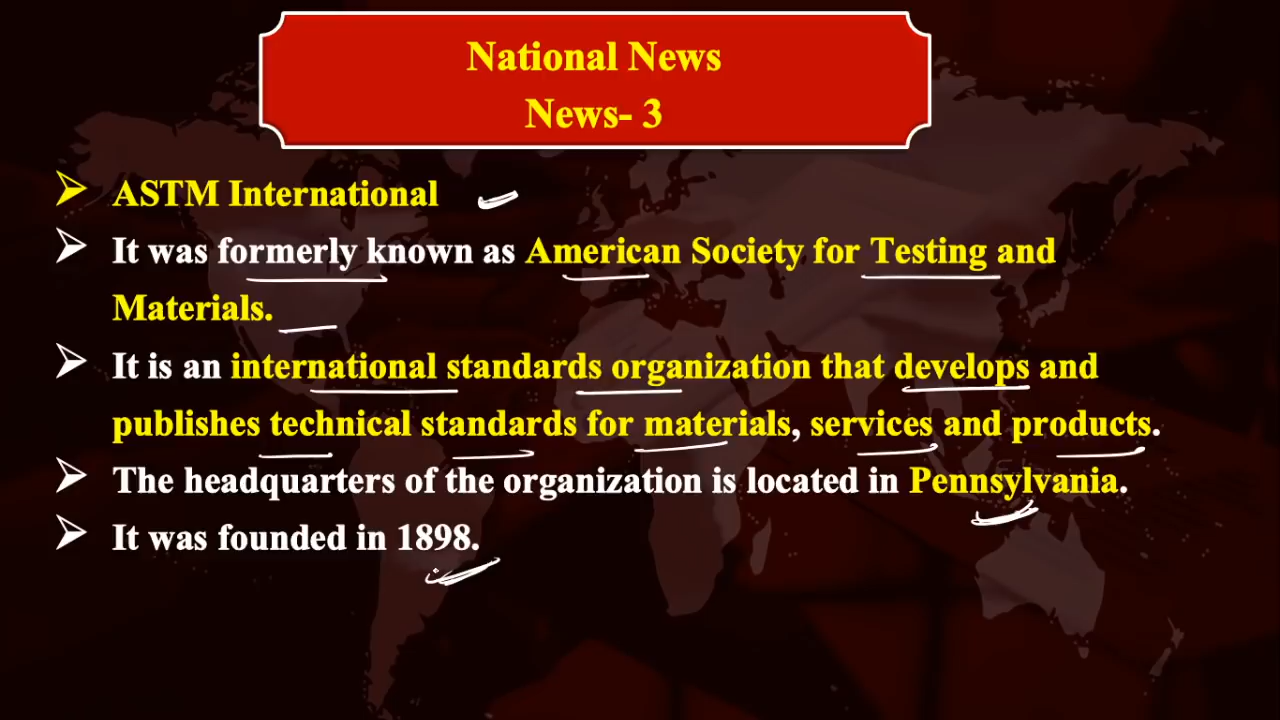 National News
News- 3
ASTM International
It was formerly known as American Society for Testing and
Materials.
It is an international standards organization that develops and
publishes technical standards for materials, services and products.
The headquarters of the organization is located in Pennsylvania.
It was founded in 1898.